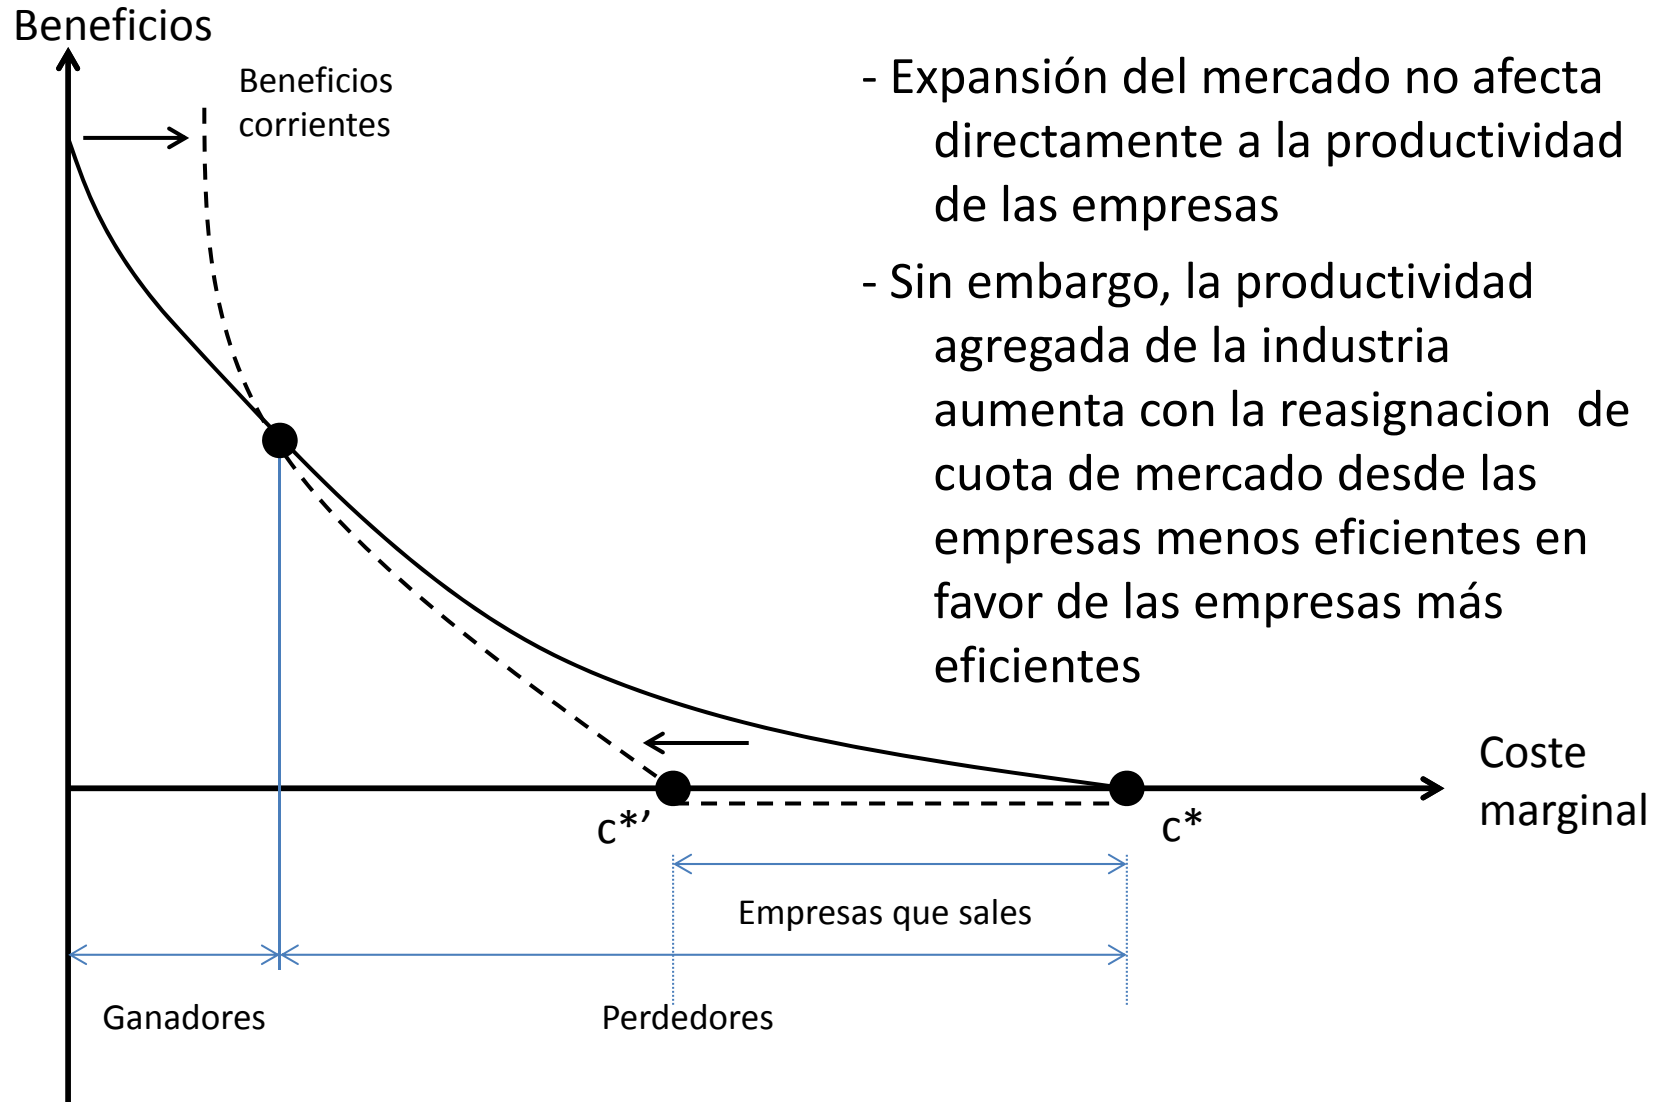 Beneficios
Beneficios
corrientes
- Expansión del mercado no afecta
directamente a la productividad
de las empresas
- Sin embargo, la productividad
agregada de la industria
aumenta con la reasignacion de
cuota de mercado desde las
empresas menos eficientes en
favor de las empresas más
eficientes
Coste
marginal
c*’
c*
Empresas que sales
Ganadores
Perdedores